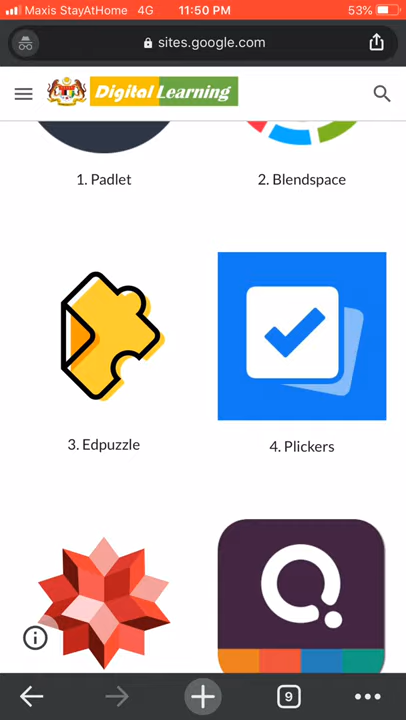 Maxis StayAtHome 4G 11:50 PM 53%
sites.google.com
Digital Learning
1. Padlet
2. Blendspace
3. Edpuzzle
4. Plickers
9